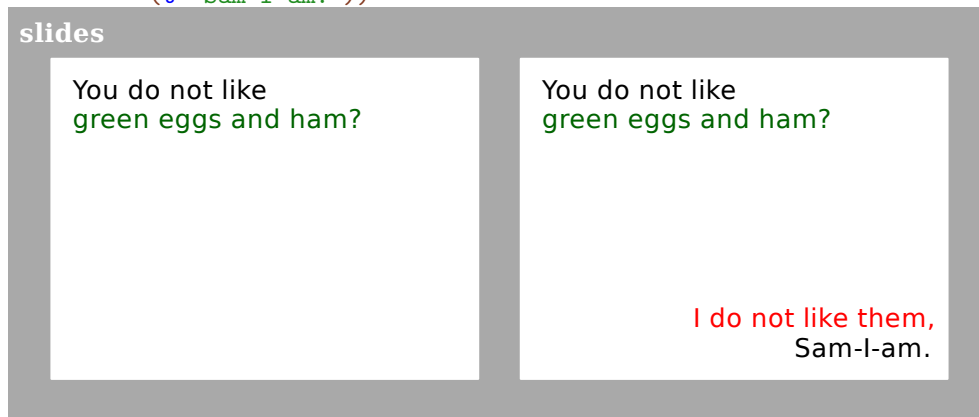 slides
You do not like
green eggs and ham?
You do not like
green eggs and ham?
I do not like them,
Sam-I-am.